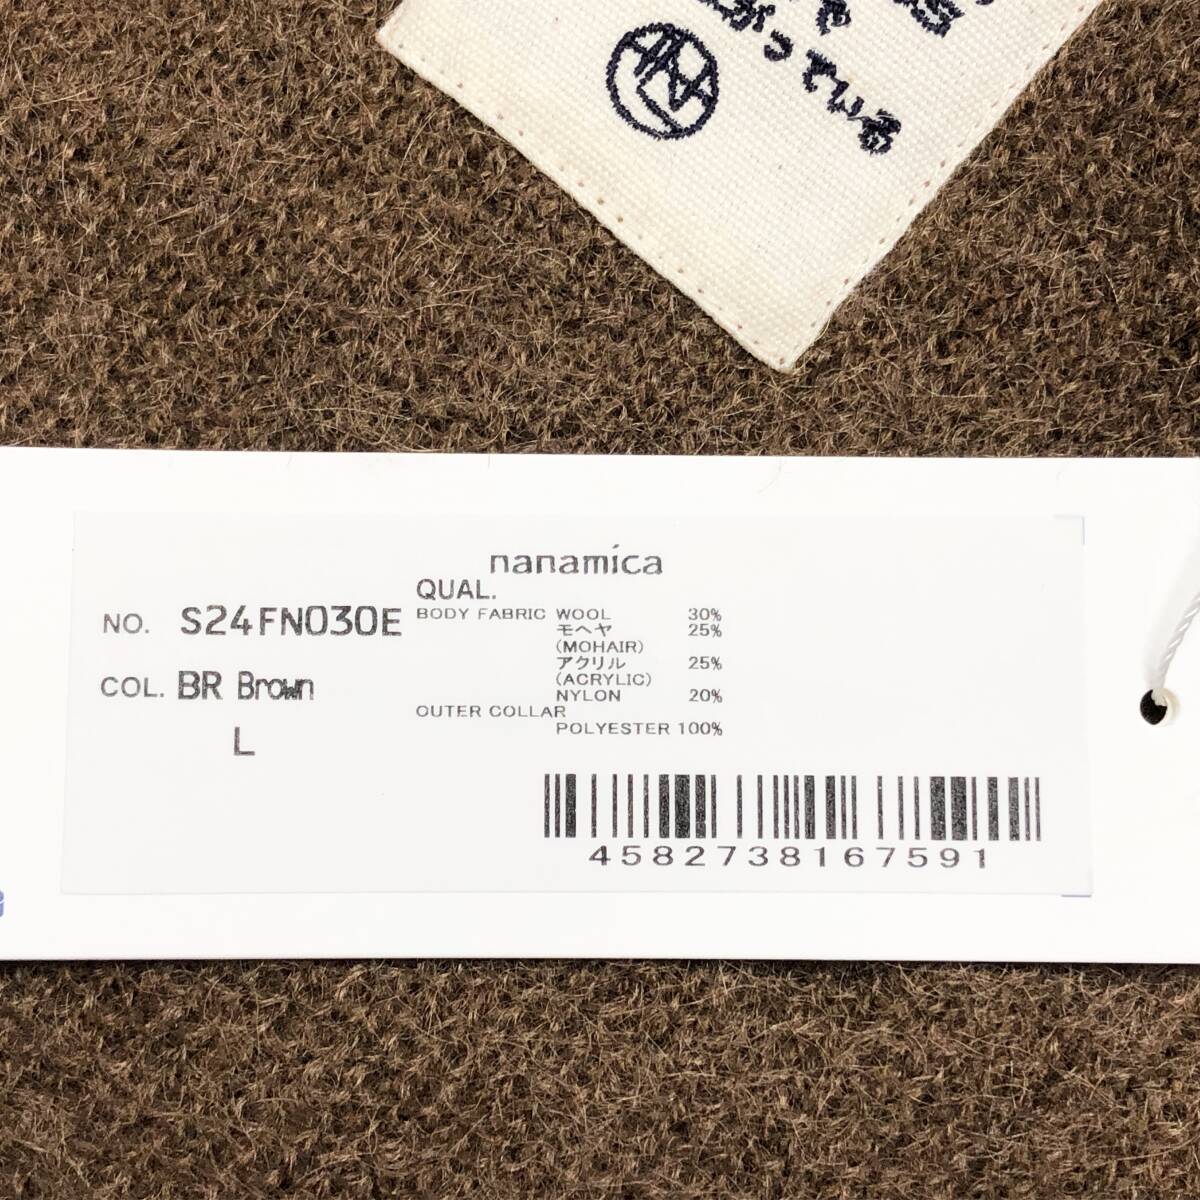 nanamica
NO. S24FN030E
COL. BR Brown
L
QUAL.
BODY FABRIC WOOL 30%
モヘヤ 25%
(MOHAIR)
アクリル 25%
(ACRYLIC)
NYLON 20%
OUTER COLLAR
POLYESTER 100%
4582738167591